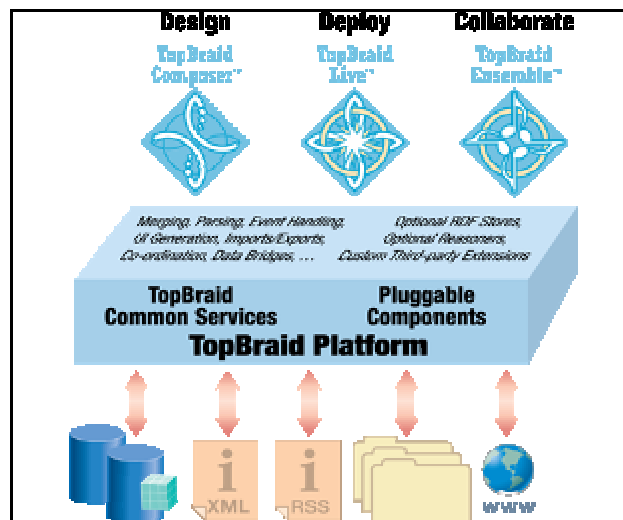 Design
Deploy
Collaborate
TopBraid
Composer™
TopBraid
Live™
TopBraid
Ensemble™
Merging, Parsing, Event Handling,
UI Generation, Imports/Exports,
Co-ordination, Data Bridges, ...
Optional RDF Stores,
Optional Reasoners,
Custom Third-party Extensions
TopBraid
Common Services
Pluggable
Components
TopBraid Platform
i
XML
i
RSS
www